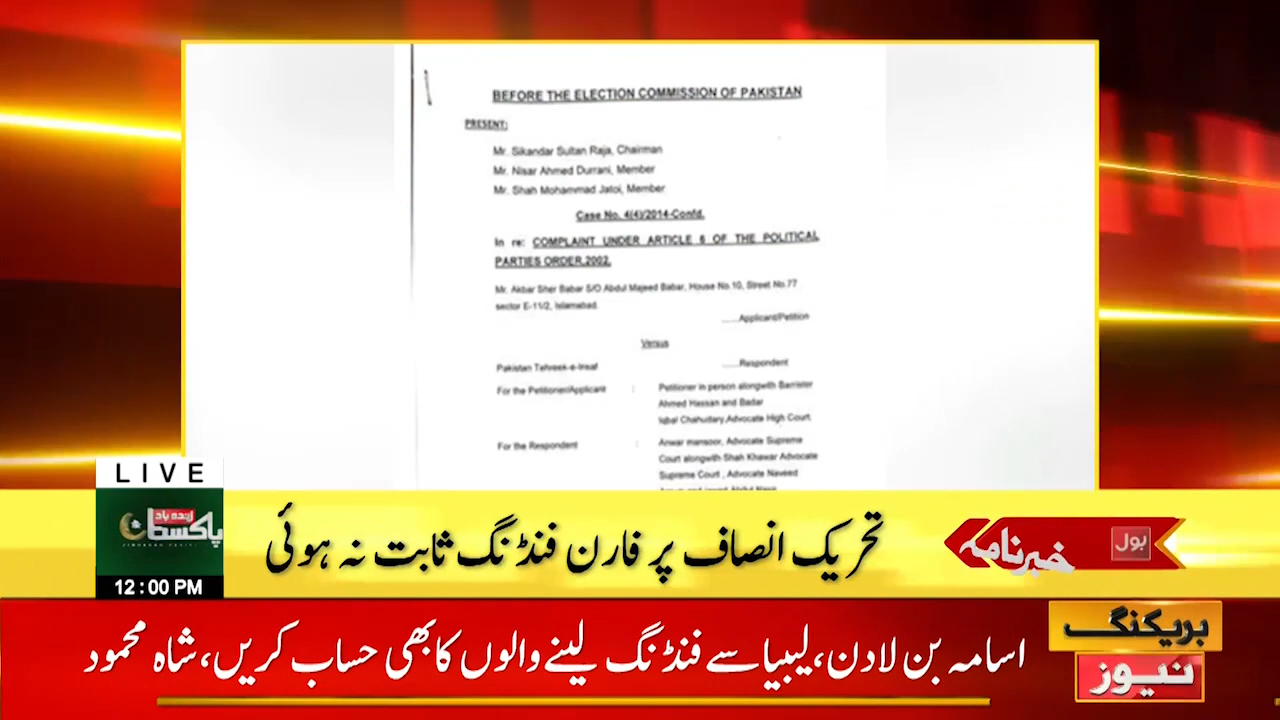 BEFORE THE ELECTION COMMISSION OF PAKISTAN
PRESENT:
Mr. Sikandar Sultan Raja, Chairman
Mr. Nisar Ahmed Durrani, Member
Mr. Shah Mohammad Jatoi, Member
Case No. 4(4)/2014-Confd.
In re: COMPLAINT UNDER ARTICLE 6 OF THE POLITICAL
PARTIES ORDER,2002.
Mr. Akbar Sher Babar S/O Abdul Majeed Babar, House No.10, Street No.77
sector E-11/2, Islamabad.
......Applicant/Petition
Versus
Pakistan Tehreek-e-Insaf
......Respondent
For the Petitioner/Applicant : Petitioner in person alongwith Barrister
Ahmed Hassan and Badar
Iqbal Chahudary,Advocate High Court.
For the Respondent : Anwar mansoor, Advocate Supreme
Court alongwith Shah Khawar Advocate
Supreme Court , Advocate Naveed
LIVE
زندہ باد
پاکستان
12:00 PM
بول
خبرنامہ
تحریک انصاف پر فارن فنڈنگ ثابت نہ ہوئی
بریکنگ
نیوز
اسامہ بن لادن، لیبیا سے فنڈنگ لینے والوں کا بھی حساب کریں، شاہ محمود